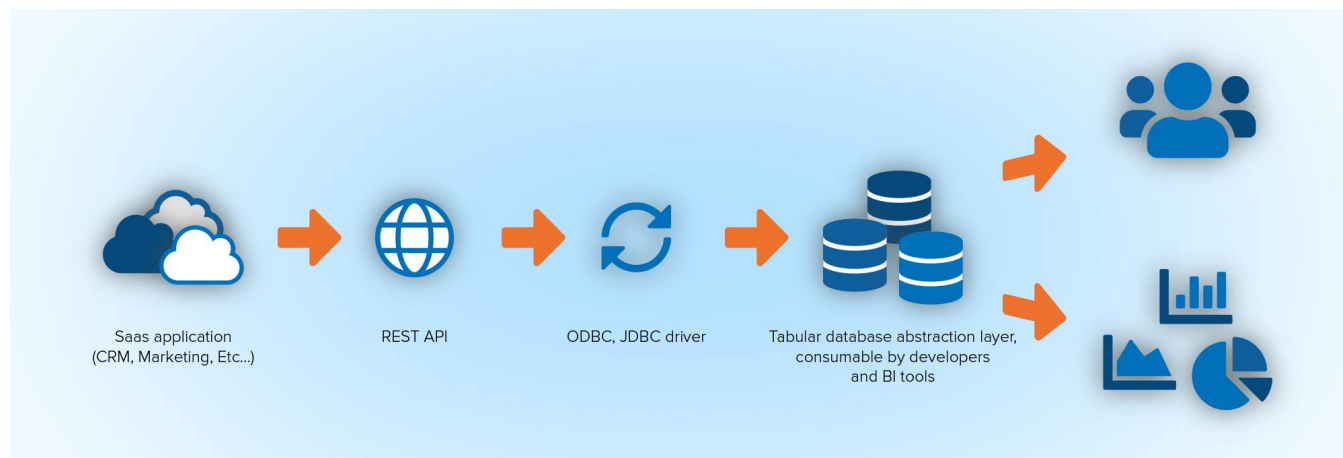 Saas application
(CRM, Marketing, Etc...)
REST API
ODBC, JDBC driver
Tabular database abstraction layer,
consumable by developers
and BI tools